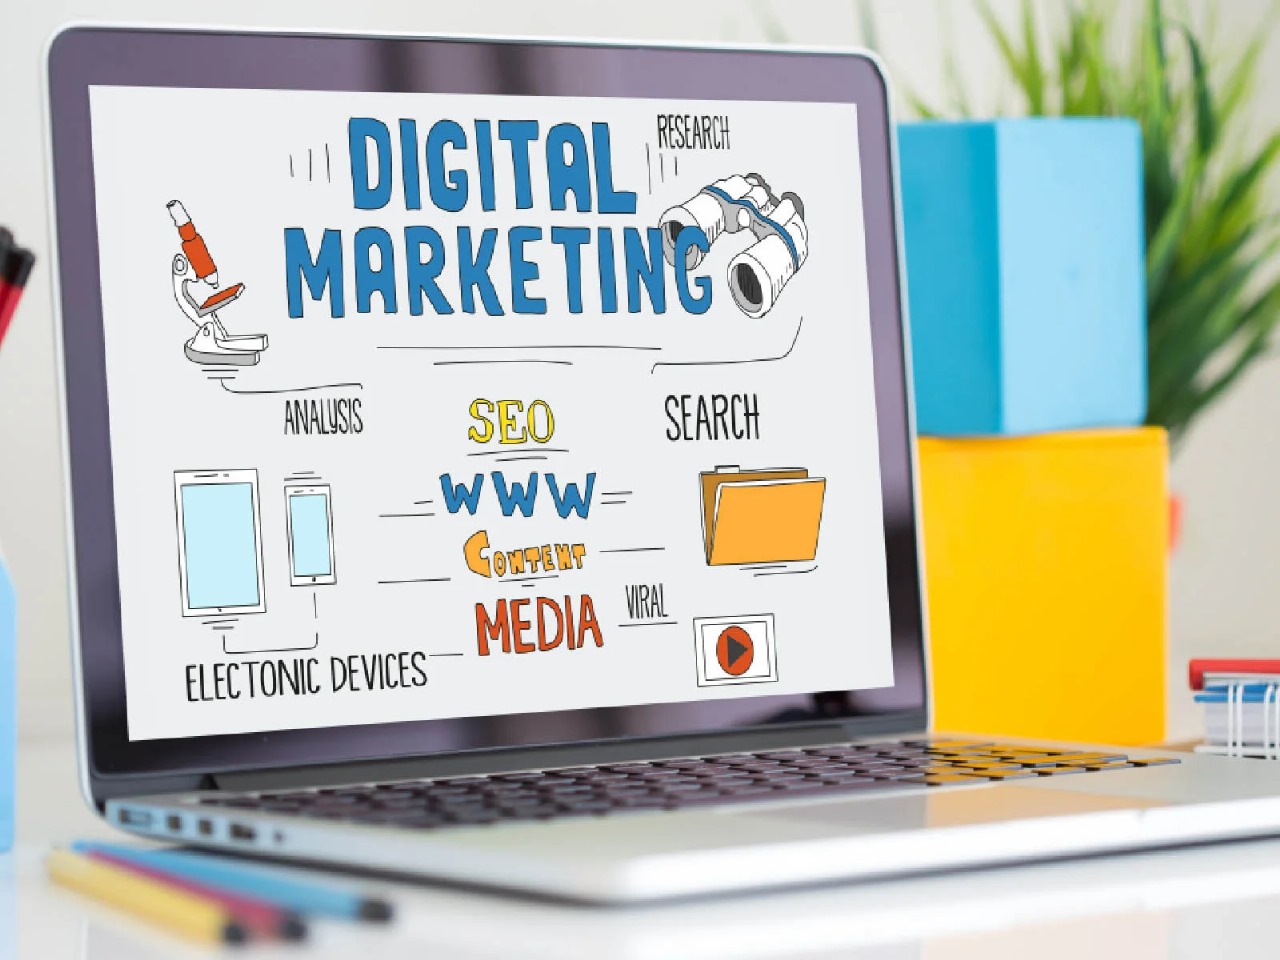 DIGITAL
MARKETING
RESEARCH
ANALYSIS
SEO
SEARCH
WWW
CONTENT
MEDIA
VIRAL
ELECTONIC DEVICES